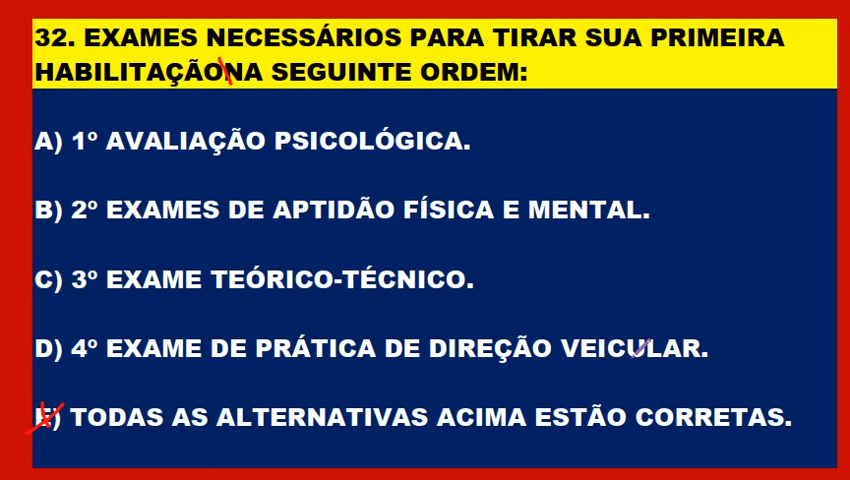 32. EXAMES NECESSÁRIOS PARA TIRAR SUA PRIMEIRA
HABILITAÇÃO NA SEGUINTE ORDEM:
A) 1º AVALIAÇÃO PSICOLÓGICA.
B) 2º EXAMES DE APTIDÃO FÍSICA E MENTAL.
C) 3º EXAME TEÓRICO-TÉCNICO.
D) 4º EXAME DE PRÁTICA DE DIREÇÃO VEICULAR.
E) TODAS AS ALTERNATIVAS ACIMA ESTÃO CORRETAS.